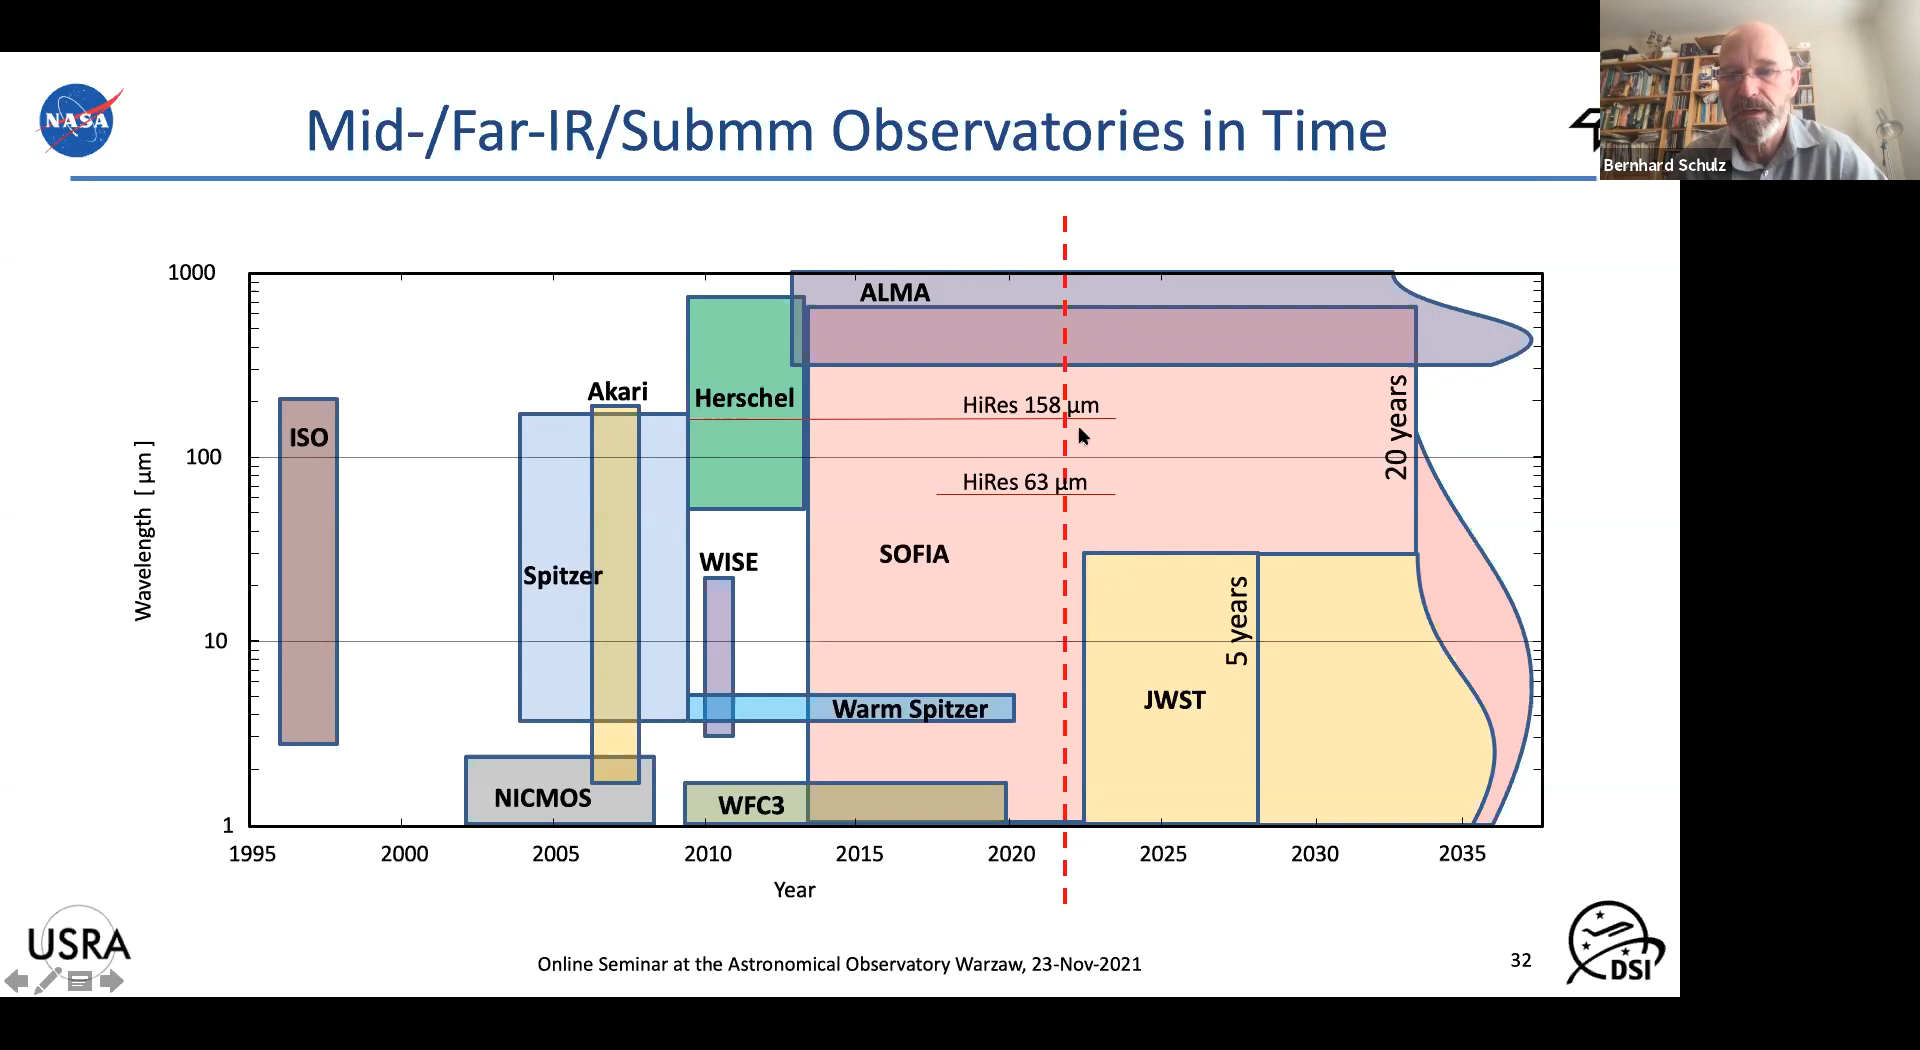 NASA
Mid-/Far-IR/Submm Observatories in Time
Bernhard Schulz
1000
100
10
1
Wavelength [ µm ]
ALMA
Akari
Herschel
ISO
HiRes 158 µm
20 years
HiRes 63 µm
WISE
SOFIA
Spitzer
5 years
JWST
Warm Spitzer
NICMOS
WFC3
1995 2000 2005 2010 2015 2020 2025 2030 2035
Year
USRA
Online Seminar at the Astronomical Observatory Warzaw, 23-Nov-2021
32
DSI